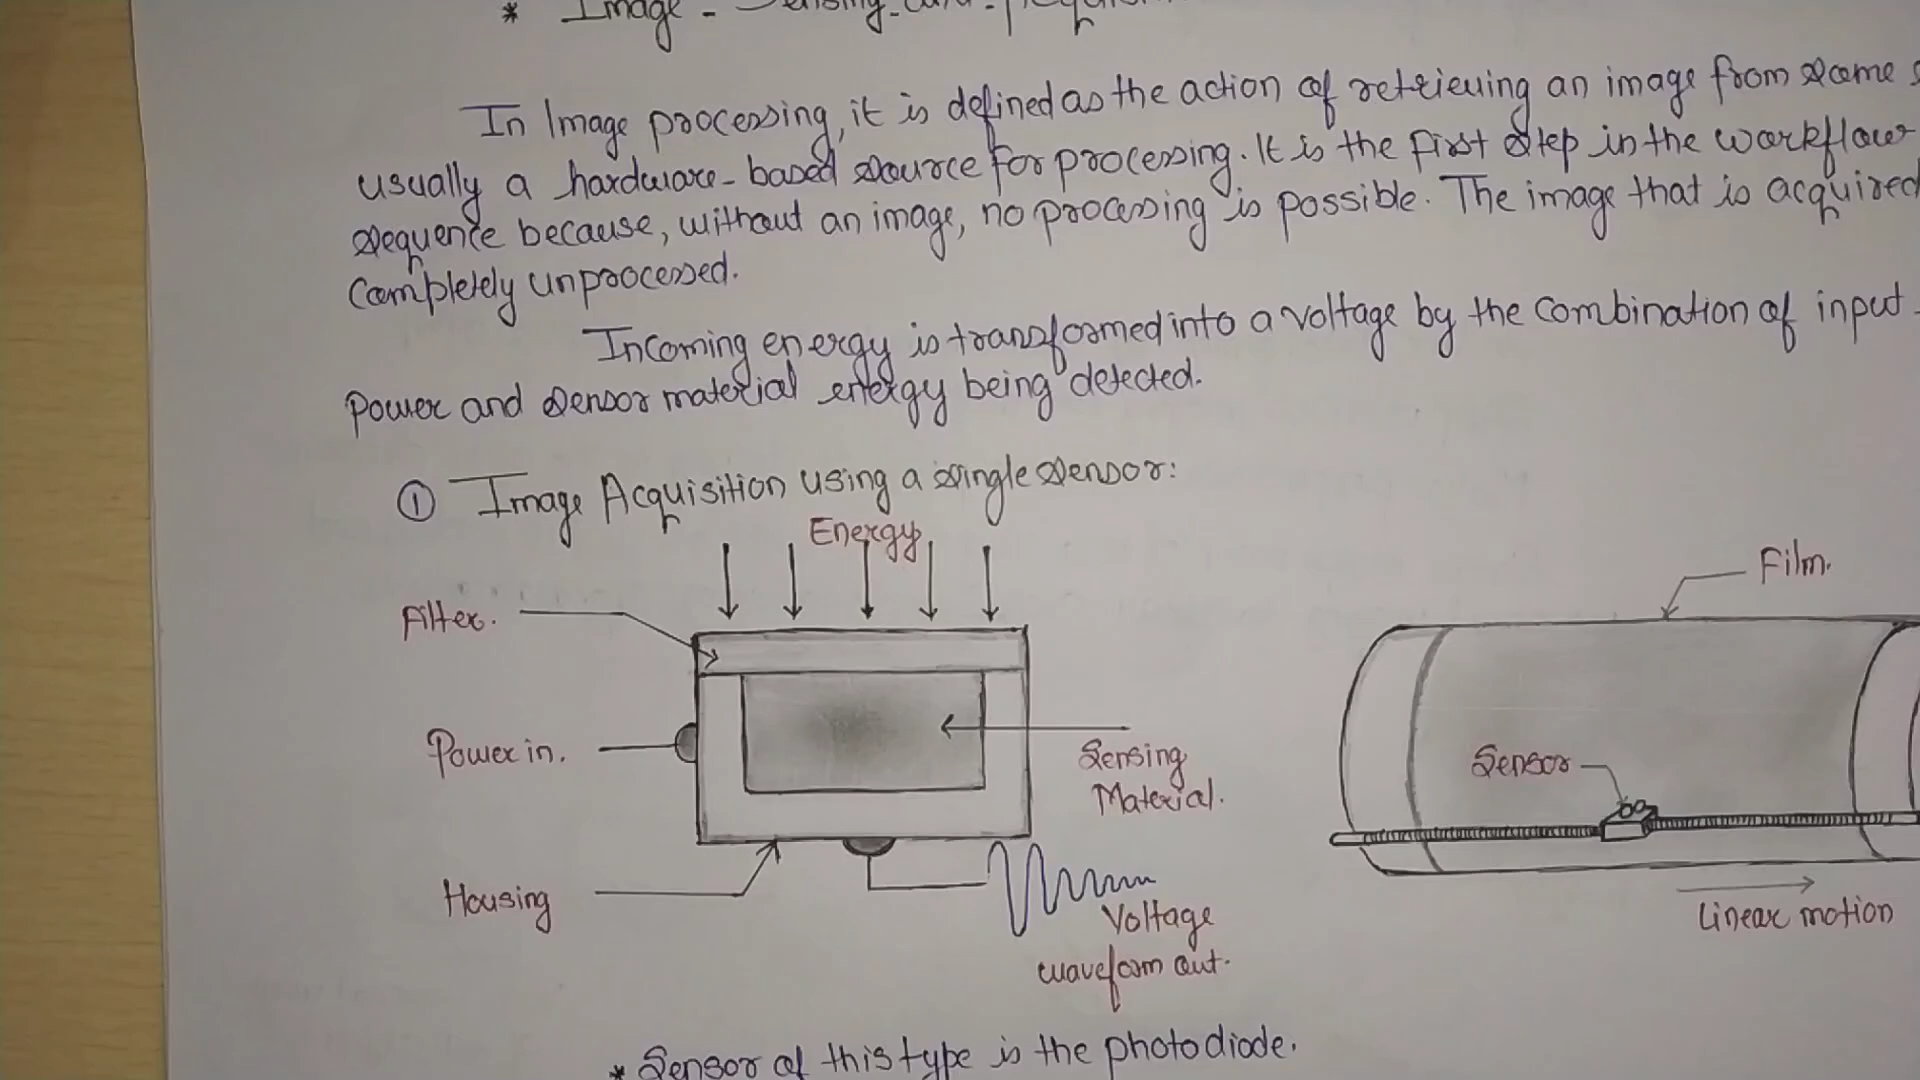 * Image - Sensing and
In Image processing, it is defined as the action of retrieving an image from some
usually a hardware-based source for processing. It is the first step in the workflow
sequence because, without an image, no processing is possible. The image that is acquired
completely unprocessed.
Incoming energy is transformed into a voltage by the combination of input
power and sensor material energy being detected.
① Image Acquisition using a single sensor:
Energy
Film.
Filter.
Power in.
Sensing
Material.
Sensor
Housing
Voltage
waveform out.
Linear motion
* Sensor of this type is the photodiode.